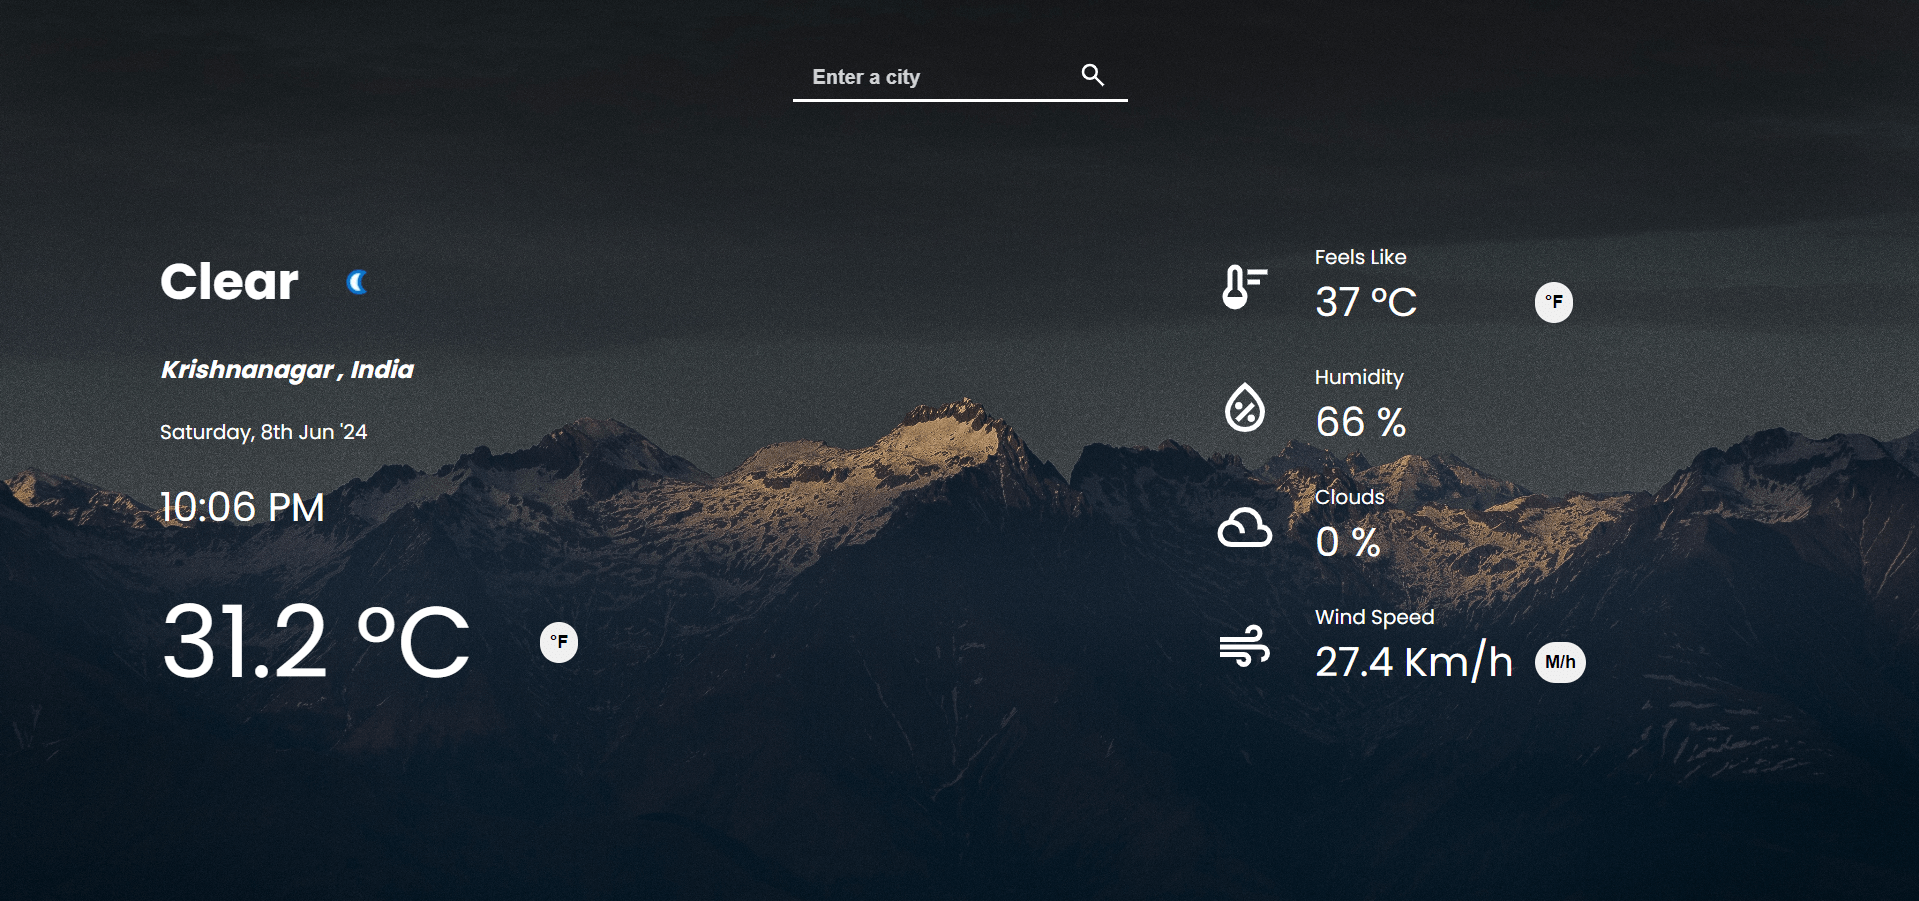 Enter a city
Clear
Krishnanagar , India
Saturday, 8th Jun '24
10:06 PM
31.2 °C
°F
Feels Like
37 °C
°F
Humidity
66 %
Clouds
0 %
Wind Speed
27.4 Km/h
M/h